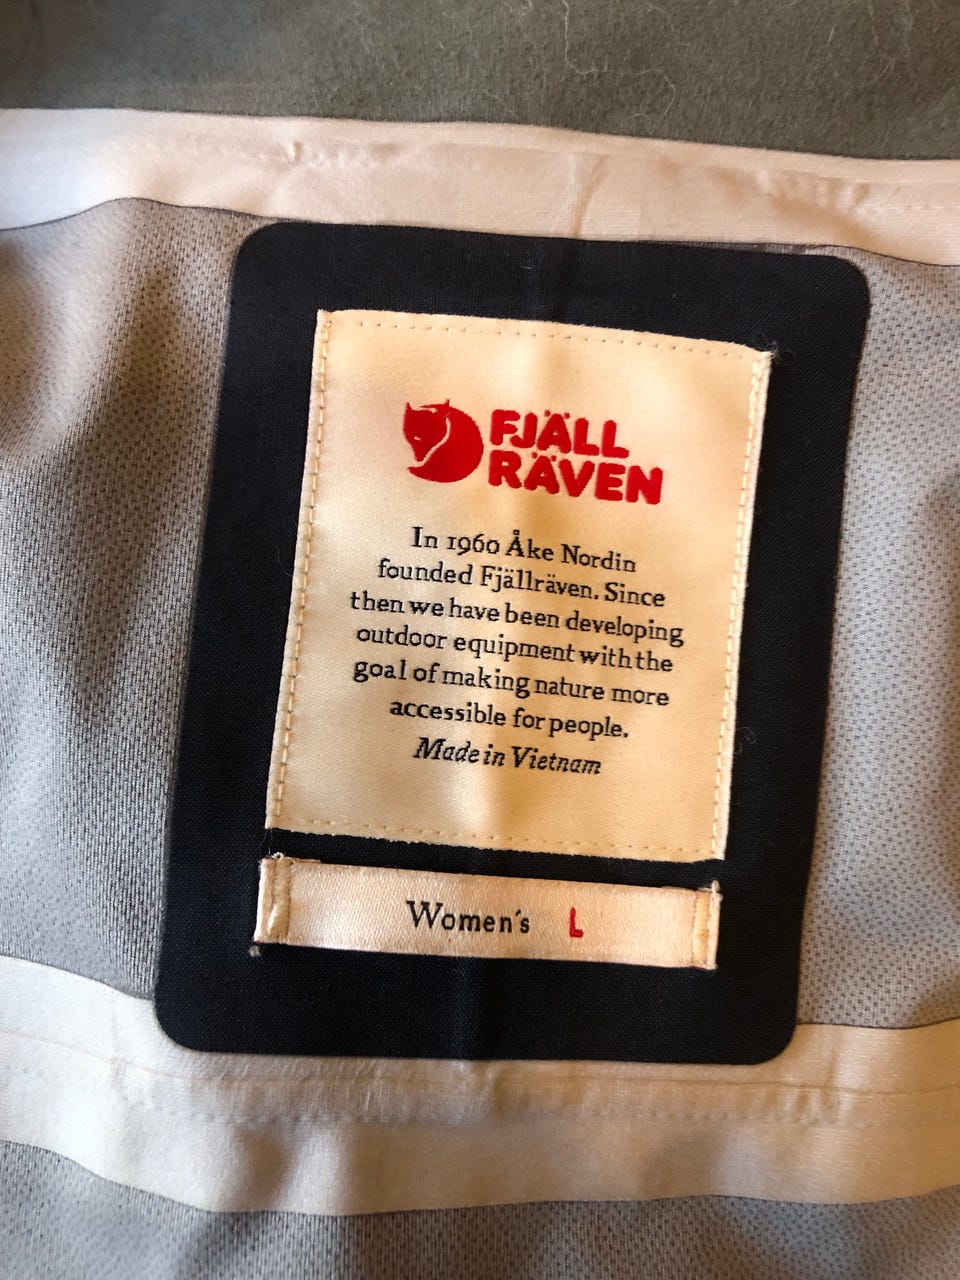 FJÄLL
RÄVEN
In 1960 Åke Nordin
founded Fjällräven. Since
then we have been developing
outdoor equipment with the
goal of making nature more
accessible for people.
Made in Vietnam
Women's L